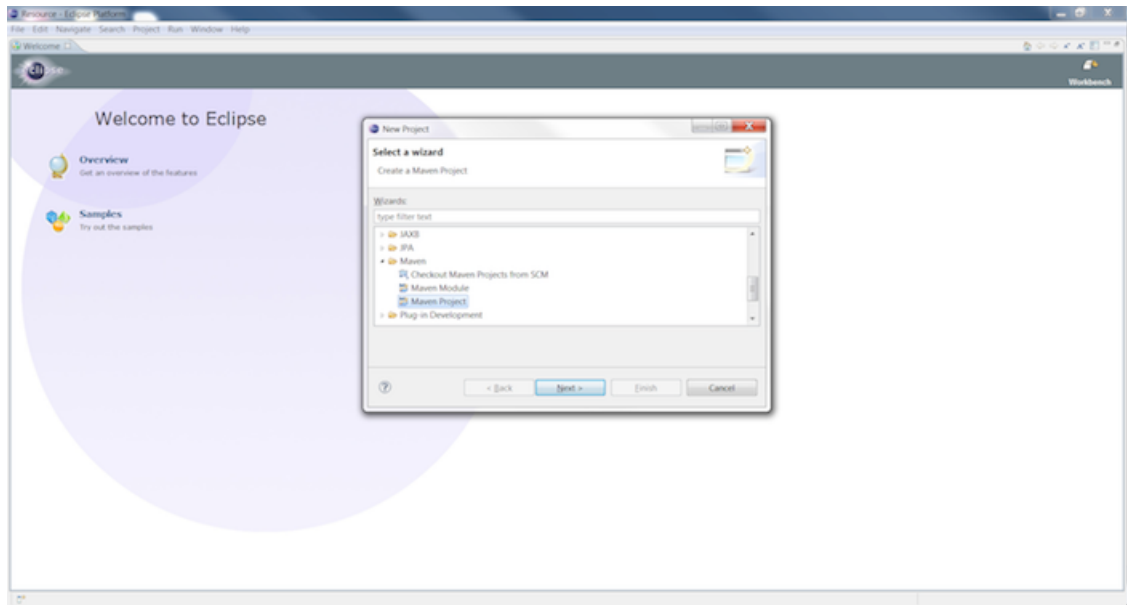 Resource - Eclipse Platform
File Edit Navigate Search Project Run Window Help
Welcome
eclipse
Workbench
Welcome to Eclipse
Overview
Get an overview of the features
Samples
Try out the samples
New Project
Select a wizard
Create a Maven Project
Wizards:
type filter text
JAXB
JPA
Maven
Checkout Maven Projects from SCM
Maven Module
Maven Project
Plug-in Development
< Back Next > Finish Cancel